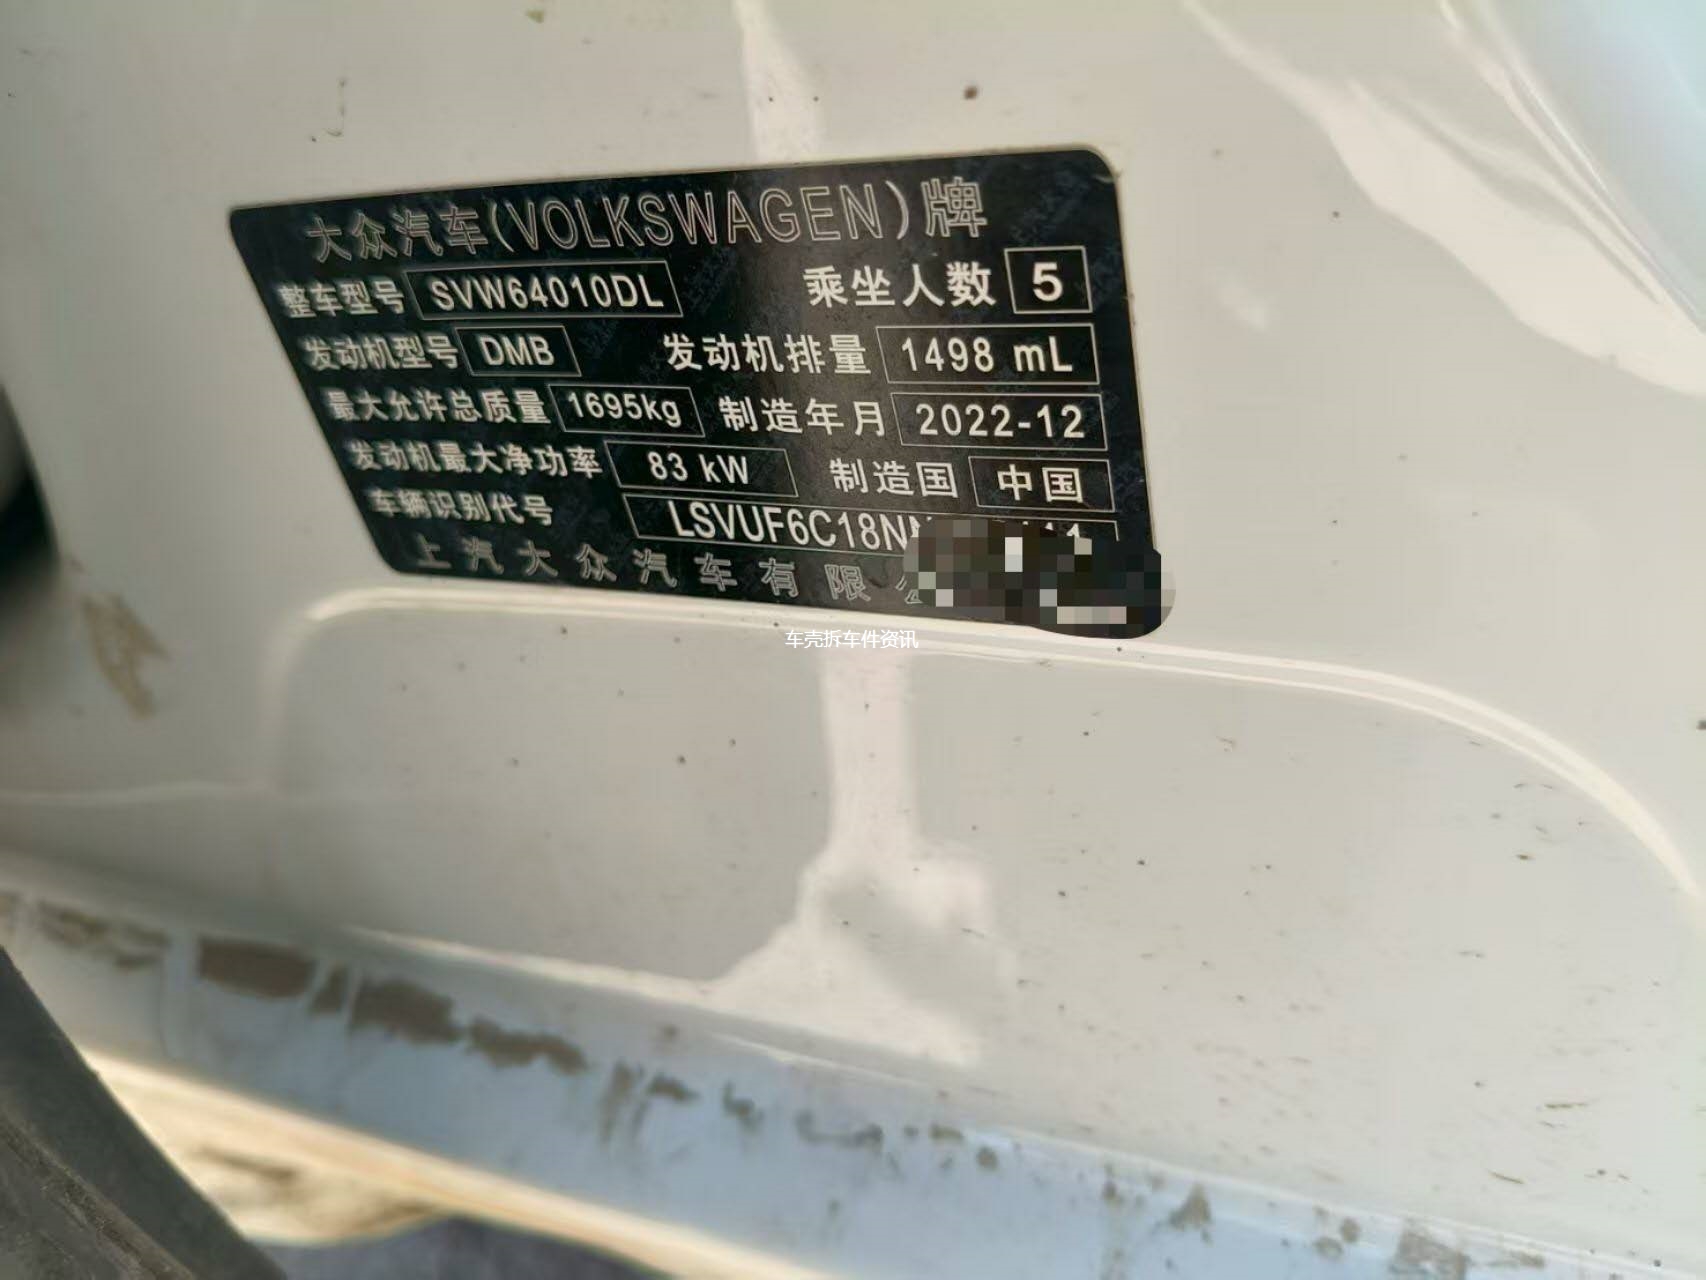 大众汽车(VOLKSWAGEN)牌
整车型号 SVW64010DL 乘坐人数 5
发动机型号 DMB 发动机排量 1498 mL
最大允许总质量 1695kg 制造年月 2022-12
发动机最大净功率 83 kW 制造国 中国
车辆识别代号 LSVUF6C18N
上汽大众汽车有限公
车壳拆车件资讯